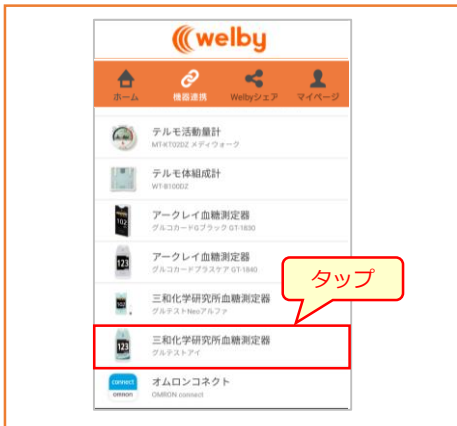 welby
ホーム
機器連携
Welbyシェア
マイページ
テルモ活動量計
MT-KT02DZ メディウォーク
テルモ体組成計
WT-B100DZ
アークレイ血糖測定器
グルコカードGブラック GT-1830
アークレイ血糖測定器
グルコカードプラスケア GT-1840
タップ
三和化学研究所血糖測定器
グルテストNeoアルファ
三和化学研究所血糖測定器
グルテストアイ
connect
omron
オムロンコネクト
OMRON connect